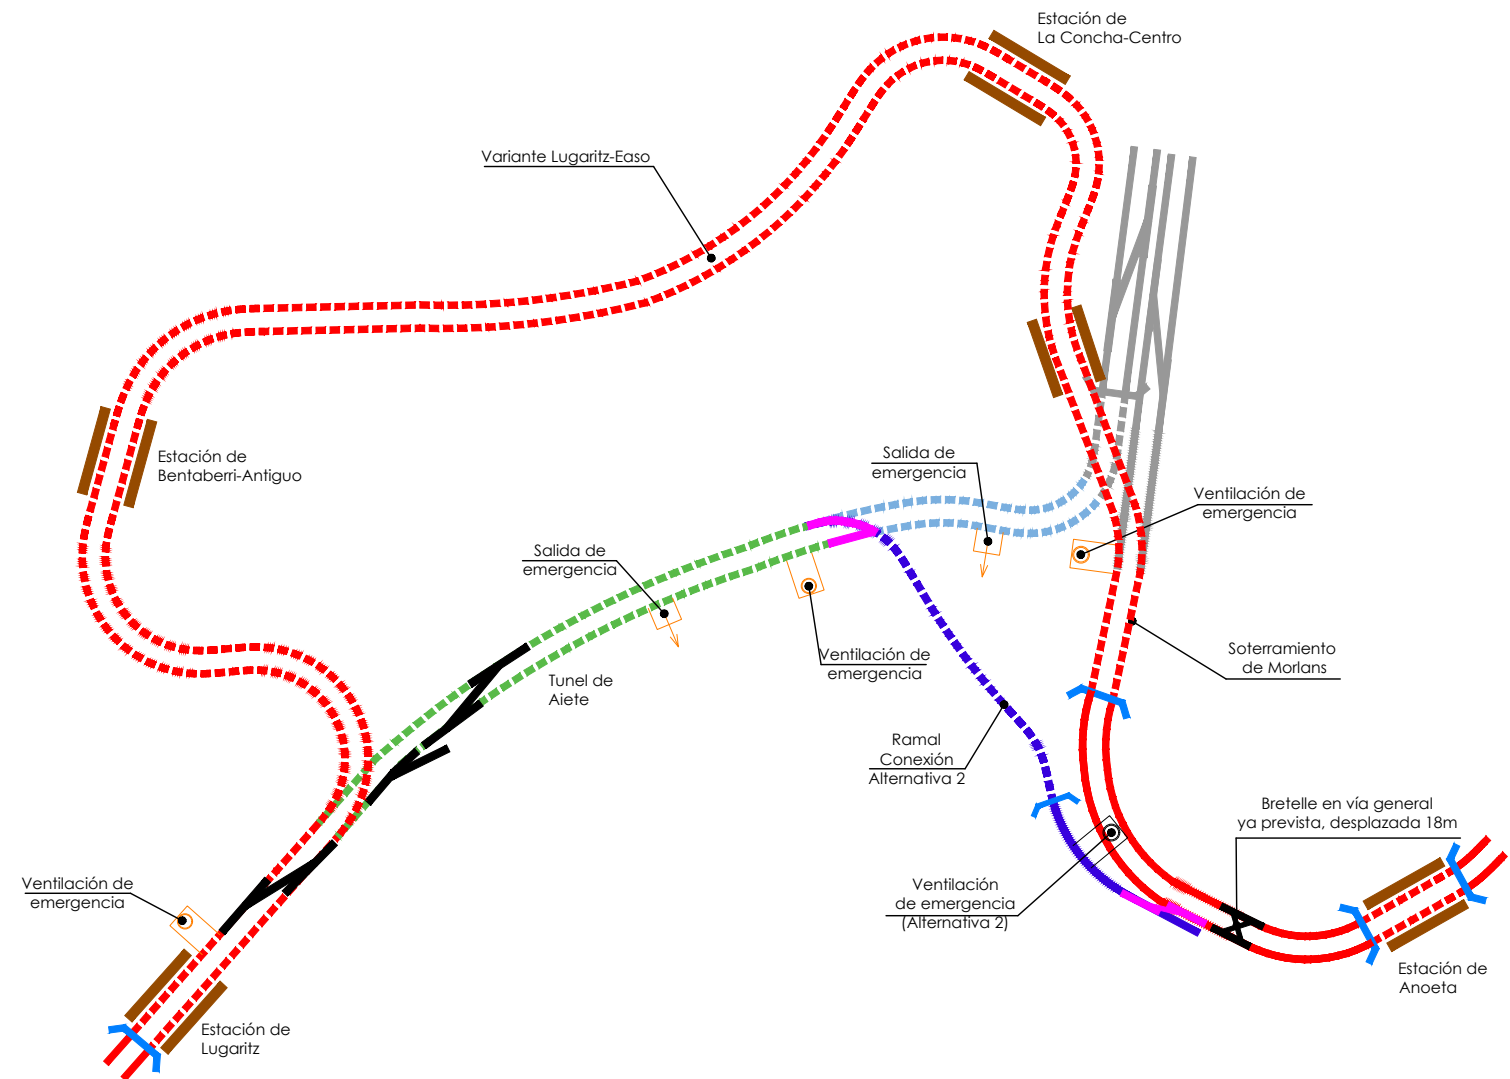 Estación de
La Concha-Centro
Variante Lugaritz-Easo
Estación de
Bentaberri-Antiguo
Salida de
emergencia
Ventilación de
emergencia
Salida de
emergencia
Ventilación de
emergencia
Tunel de
Aiete
Soterramiento
de Morlans
Ramal
Conexión
Alternativa 2
Bretelle en vía general
ya prevista, desplazada 18m
Ventilación de
emergencia
Ventilación
de emergencia
(Alternativa 2)
Estación de
Anoeta
Estación de
Lugaritz